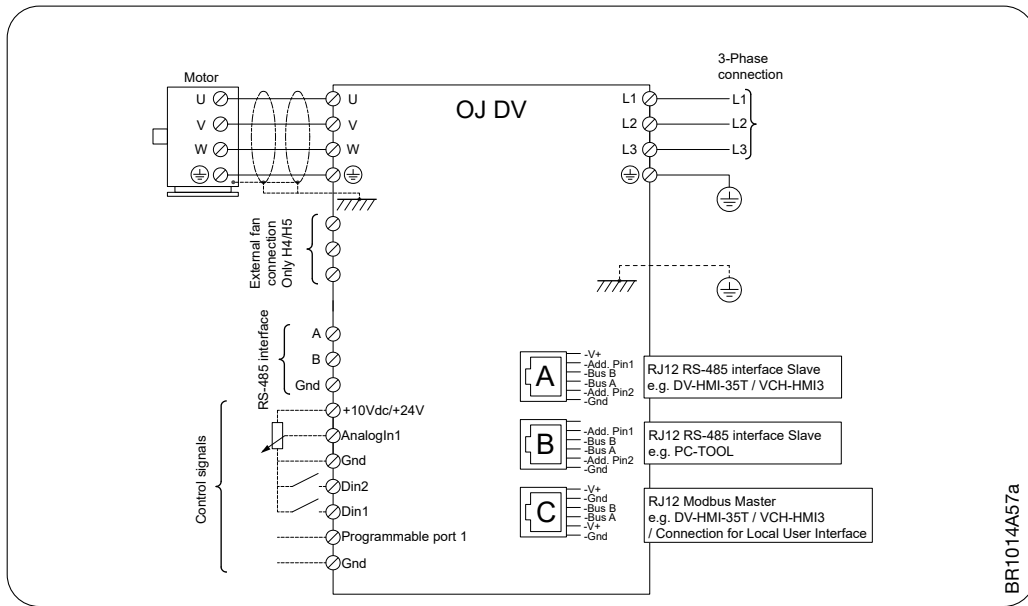 Motor
U
V
W
U
V
W
OJ DV
3-Phase
connection
L1
L2
L3
L1
L2
L3
External fan
connection
Only H4/H5
RS-485 interface
A
B
Gnd
Control signals
+10Vdc/+24V
AnalogIn1
Gnd
Din2
Din1
Programmable port 1
Gnd
A
-V+
-Add. Pin1
-Bus B
-Bus A
-Add. Pin2
-Gnd
RJ12 RS-485 interface Slave
e.g. DV-HMI-35T / VCH-HMI3
B
-Add. Pin1
-Bus B
-Bus A
-Add. Pin2
-Gnd
RJ12 RS-485 interface Slave
e.g. PC-TOOL
C
-V+
-Gnd
-Bus B
-Bus A
-V+
-Gnd
RJ12 Modbus Master
e.g. DV-HMI-35T / VCH-HMI3
/ Connection for Local User Interface
BR1014A57a